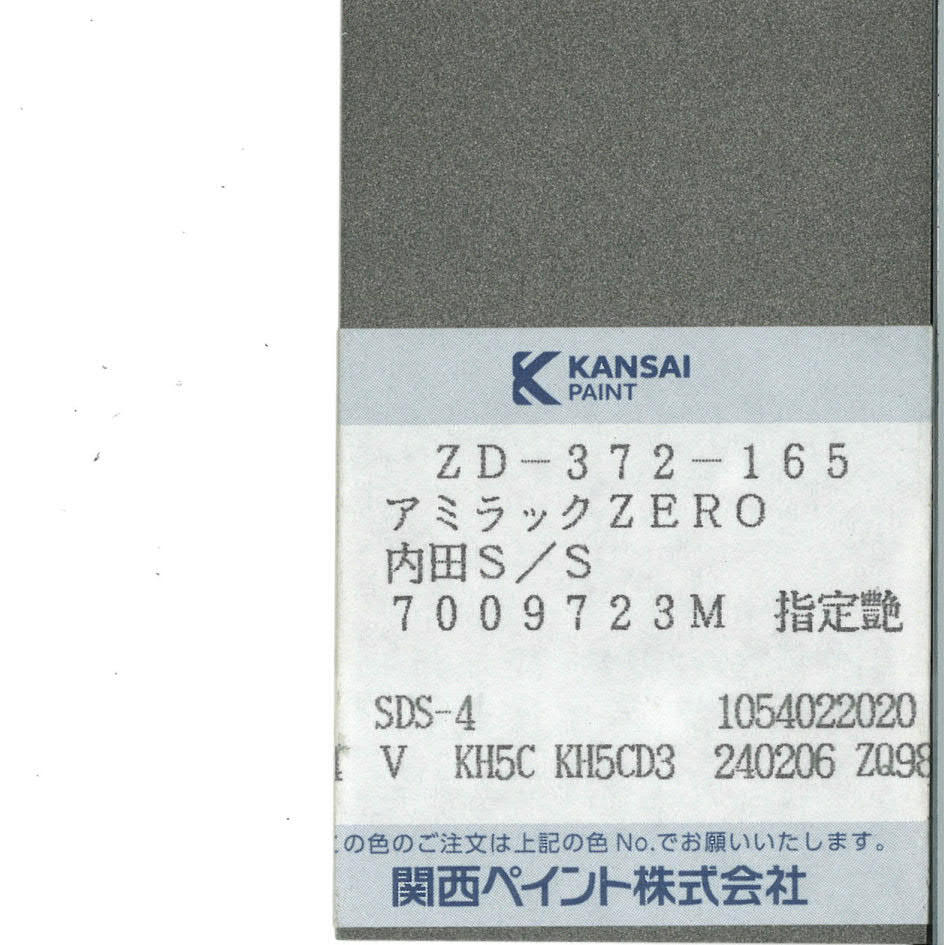 KANSAI
PAINT
ZD-372-165
アミラックZERO
内田S/S
7009723M 指定艶
SDS-4 1054022020
V KH5C KH5CD3 240206 ZQ98
の色のご注文は上記の色No.でお願いいたします。
関西ペイント株式会社